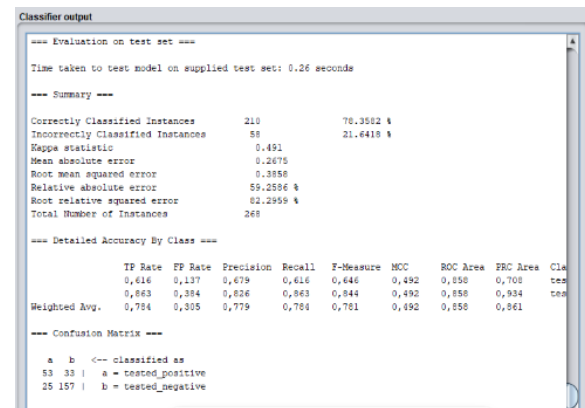 Classifier output
=== Evaluation on test set ===
Time taken to test model on supplied test set: 0.26 seconds
=== Summary ===
Correctly Classified Instances 210 78.3582 %
Incorrectly Classified Instances 58 21.6418 %
Kappa statistic 0.491
Mean absolute error 0.2675
Root mean squared error 0.3858
Relative absolute error 59.2586 %
Root relative squared error 82.2959 %
Total Number of Instances 268
=== Detailed Accuracy By Class ===
TP Rate FP Rate Precision Recall F-Measure MCC ROC Area PRC Area Cla
0,616 0,137 0,679 0,616 0,646 0,492 0,858 0,708 tes
0,863 0,384 0,826 0,863 0,844 0,492 0,858 0,934 tes
Weighted Avg. 0,784 0,305 0,779 0,784 0,781 0,492 0,858 0,861
=== Confusion Matrix ===
a b <-- classified as
53 33 | a = tested_positive
25 157 | b = tested_negative